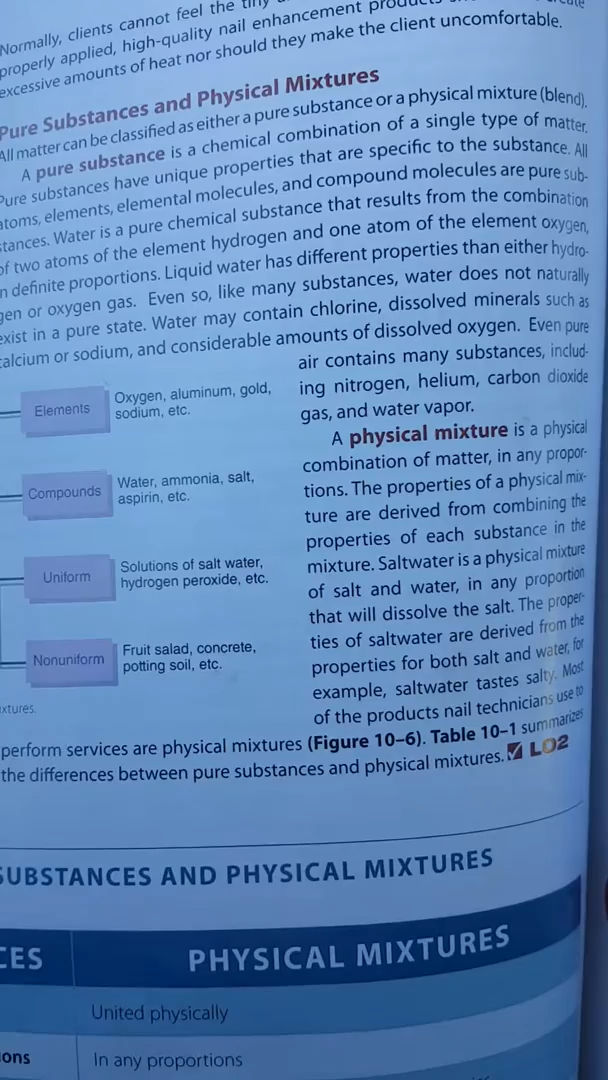 Normally, clients cannot feel the tiny
properly applied, high-quality nail enhancement
excessive amounts of heat nor should they make the client uncomfortable.
Pure Substances and Physical Mixtures
All matter can be classified as either a pure substance or a physical mixture (blend).
A pure substance is a chemical combination of a single type of matter.
Pure substances have unique properties that are specific to the substance. All
atoms, elements, elemental molecules, and compound molecules are pure sub-
stances. Water is a pure chemical substance that results from the combination
of two atoms of the element hydrogen and one atom of the element oxygen,
n definite proportions. Liquid water has different properties than either hydro-
gen or oxygen gas. Even so, like many substances, water does not naturally
exist in a pure state. Water may contain chlorine, dissolved minerals such as
calcium or sodium, and considerable amounts of dissolved oxygen. Even pure
air contains many substances, includ-
ing nitrogen, helium, carbon dioxide
gas, and water vapor.
A physical mixture is a physical
combination of matter, in any propor-
tions. The properties of a physical mix-
ture are derived from combining the
properties of each substance in the
mixture. Saltwater is a physical mixture
of salt and water, in any proportion
that will dissolve the salt. The proper-
ties of saltwater are derived from the
properties for both salt and water, for
example, saltwater tastes salty. Most
of the products nail technicians use to
perform services are physical mixtures (Figure 10–6). Table 10–1 summarizes
the differences between pure substances and physical mixtures. LO2
Elements
Oxygen, aluminum, gold,
sodium, etc.
Compounds
Water, ammonia, salt,
aspirin, etc.
Uniform
Solutions of salt water,
hydrogen peroxide, etc.
Nonuniform
Fruit salad, concrete,
potting soil, etc.
xtures.
SUBSTANCES AND PHYSICAL MIXTURES
CES
PHYSICAL MIXTURES
United physically
ions
In any proportions